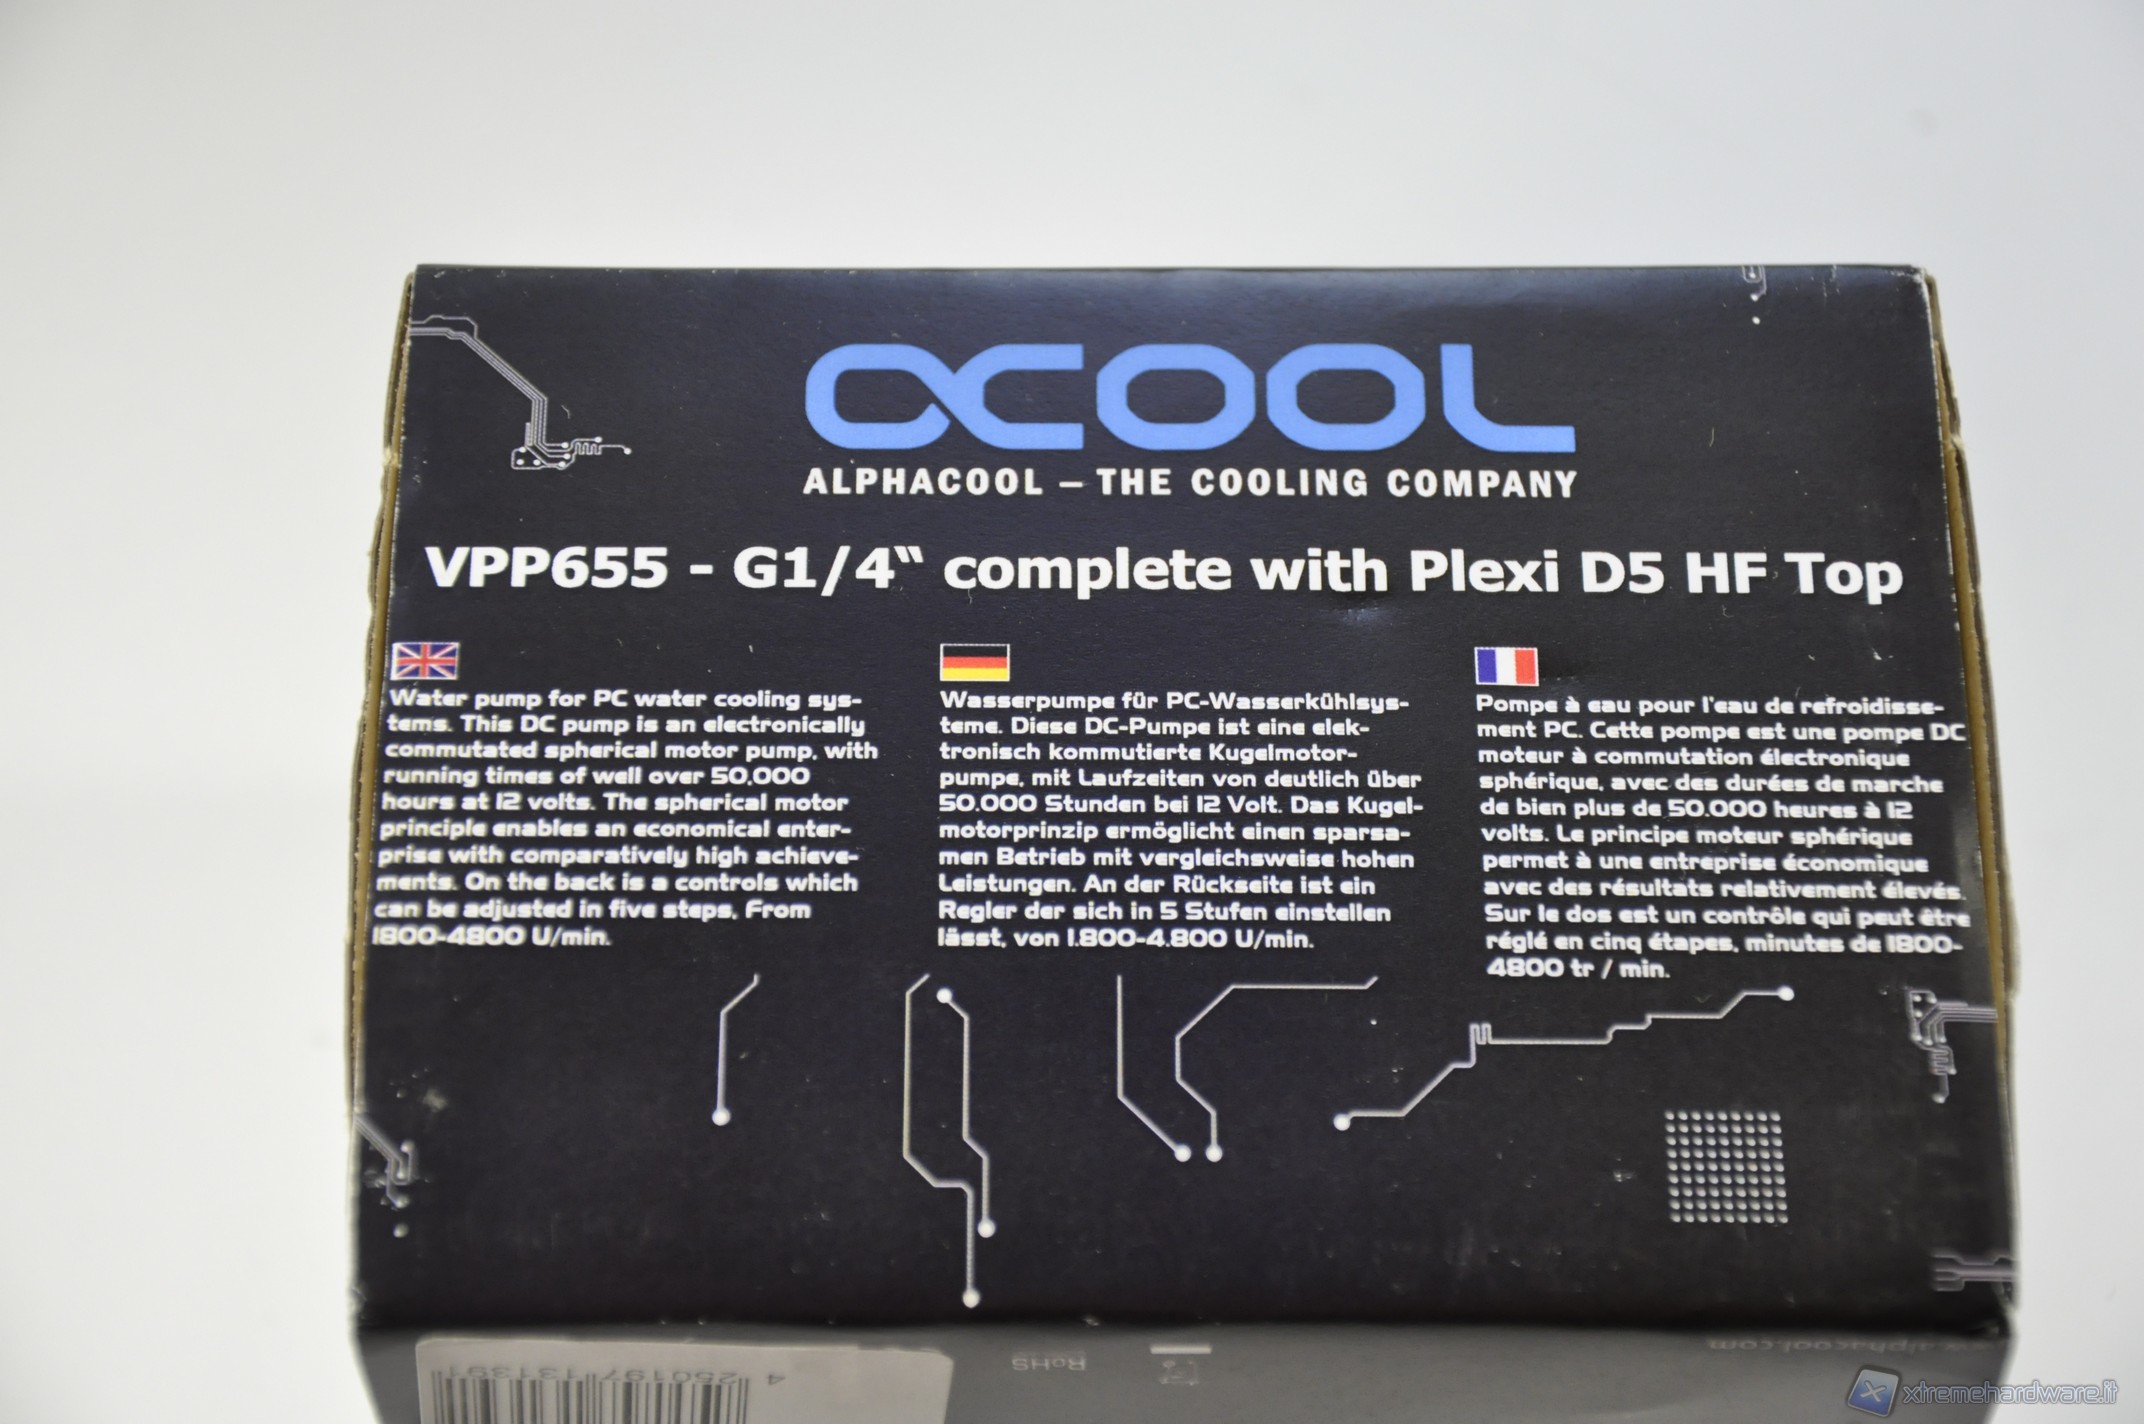 αCOOL
ALPHACOOL – THE COOLING COMPANY
VPP655 - G1/4“ complete with Plexi D5 HF Top
Water pump for PC water cooling sys-
tems. This DC pump is an electronically
commutated spherical motor pump, with
running times of well over 50.000
hours at 12 volts. The spherical motor
principle enables an economical enter-
prise with comparatively high achieve-
ments. On the back is a controls which
can be adjusted in five steps, From
1800-4800 U/min.
Wasserpumpe für PC-Wasserkühlsys-
teme. Diese DC-Pumpe ist eine elek-
tronisch kommutierte Kugelmotor-
pumpe, mit Laufzeiten von deutlich über
50.000 Stunden bei 12 Volt. Das Kugel-
motorprinzip ermöglicht einen sparsa-
men Betrieb mit vergleichsweise hohen
Leistungen. An der Rückseite ist ein
Regler der sich in 5 Stufen einstellen
lässt, von 1.800-4.800 U/min.
Pompe à eau pour l'eau de refroidisse-
ment PC. Cette pompe est une pompe DC
moteur à commutation électronique
sphérique, avec des durées de marche
de bien plus de 50.000 heures à 12
volts. Le principe moteur sphérique
permet à une entreprise économique
avec des résultats relativement élevés.
Sur le dos est un contrôle qui peut être
réglé en cinq étapes, minutes de 1800-
4800 tr / min.
4 250197 131391
RoHS
www.alphacool.com
xtremehardware.it